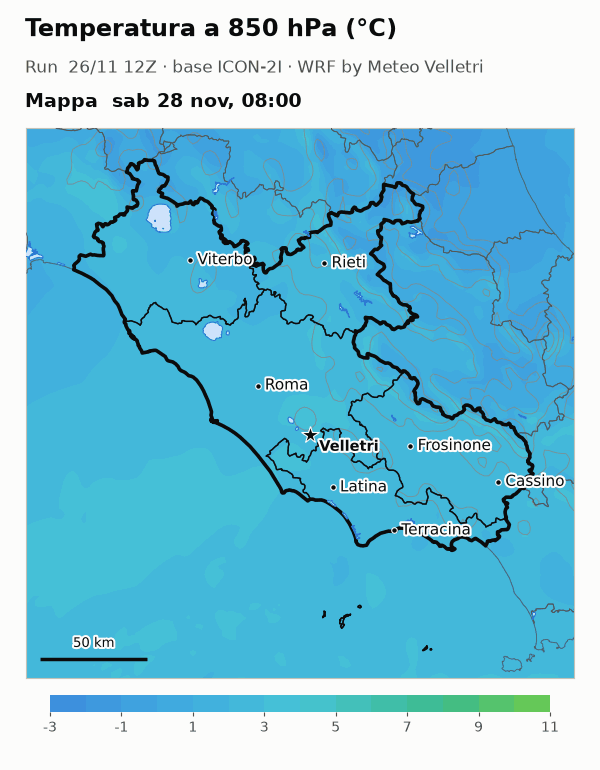 Temperatura a 850 hPa (°C)
Run  26/11 12Z · base ICON-2I · WRF by Meteo Velletri
Mappa  sab 28 nov, 08:00
Viterbo
Rieti
Roma
Velletri
Frosinone
Cassino
Latina
Terracina
50 km
-3 -1 1 3 5 7 9 11